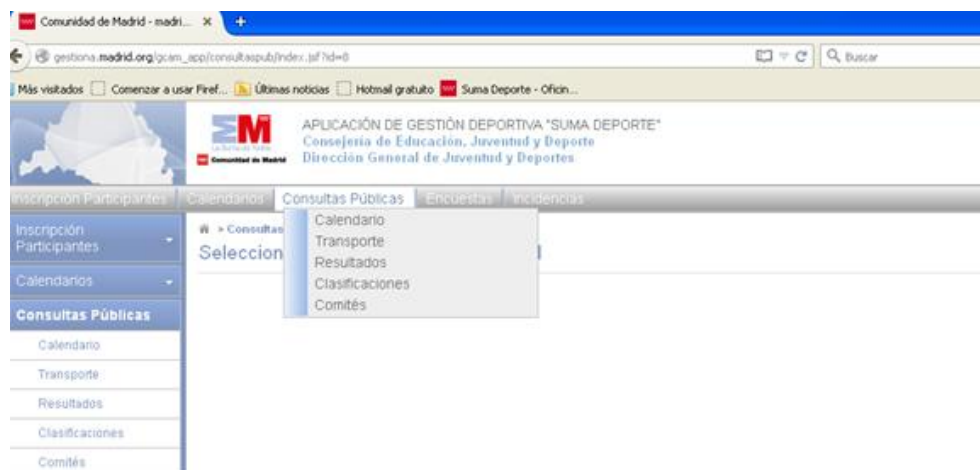 Comunidad de Madrid - madri...
gestiona.madrid.org/gcam_app/consultaspub/index.jsf?id=0
Buscar
Más visitados Comenzar a usar Firef... Últimas noticias Hotmail gratuito Suma Deporte - Oficin...
EM
Comunidad de Madrid
APLICACIÓN DE GESTIÓN DEPORTIVA "SUMA DEPORTE"
Consejería de Educación, Juventud y Deporte
Dirección General de Juventud y Deportes
Inscripción Participantes Calendarios Consultas Públicas Encuestas Incidencias
Calendario
Transporte
Resultados
Clasificaciones
Comités
> Consultas
Seleccion
Inscripción
Participantes
Calendarios
Consultas Públicas
Calendario
Transporte
Resultados
Clasificaciones
Comités